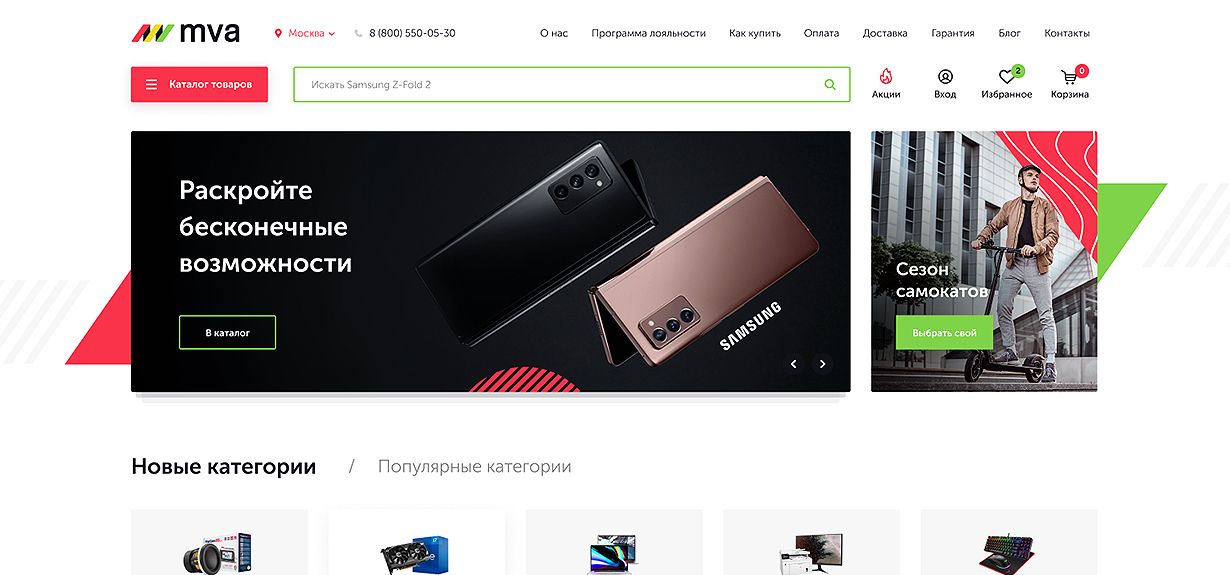 mva
Москва
8 (800) 550-05-30
О нас
Программа лояльности
Как купить
Оплата
Доставка
Гарантия
Блог
Контакты
Каталог товаров
Искать Samsung Z-Fold 2
Акции
Вход
2
Избранное
0
Корзина
Раскройте
бесконечные
возможности
В каталог
SAMSUNG
Сезон
самокатов
Выбрать свой
Новые категории / Популярные категории